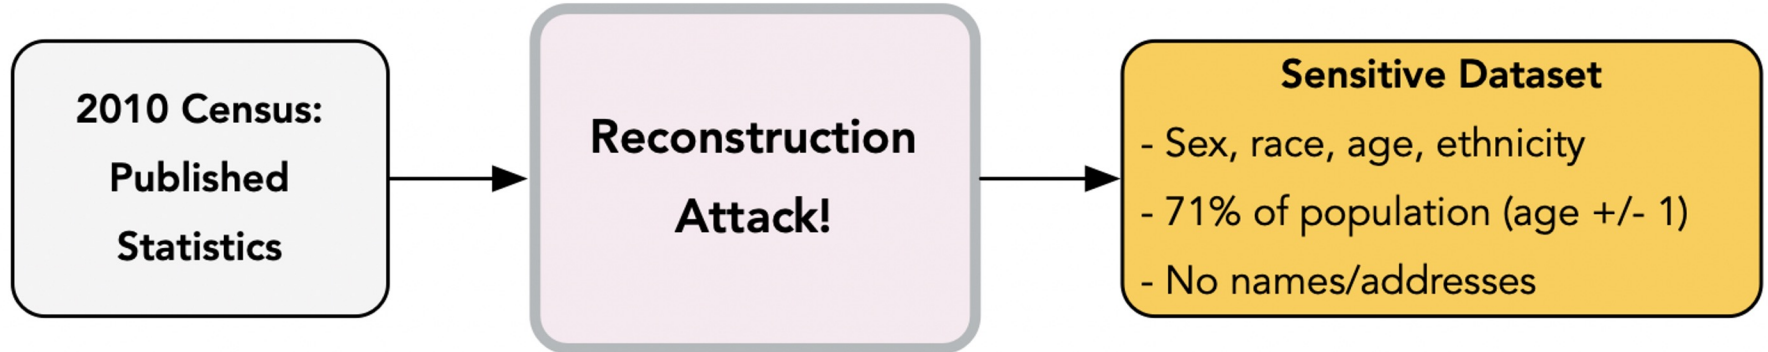 2010 Census:
Published
Statistics
Reconstruction
Attack!
Sensitive Dataset
- Sex, race, age, ethnicity
- 71% of population (age +/- 1)
- No names/addresses